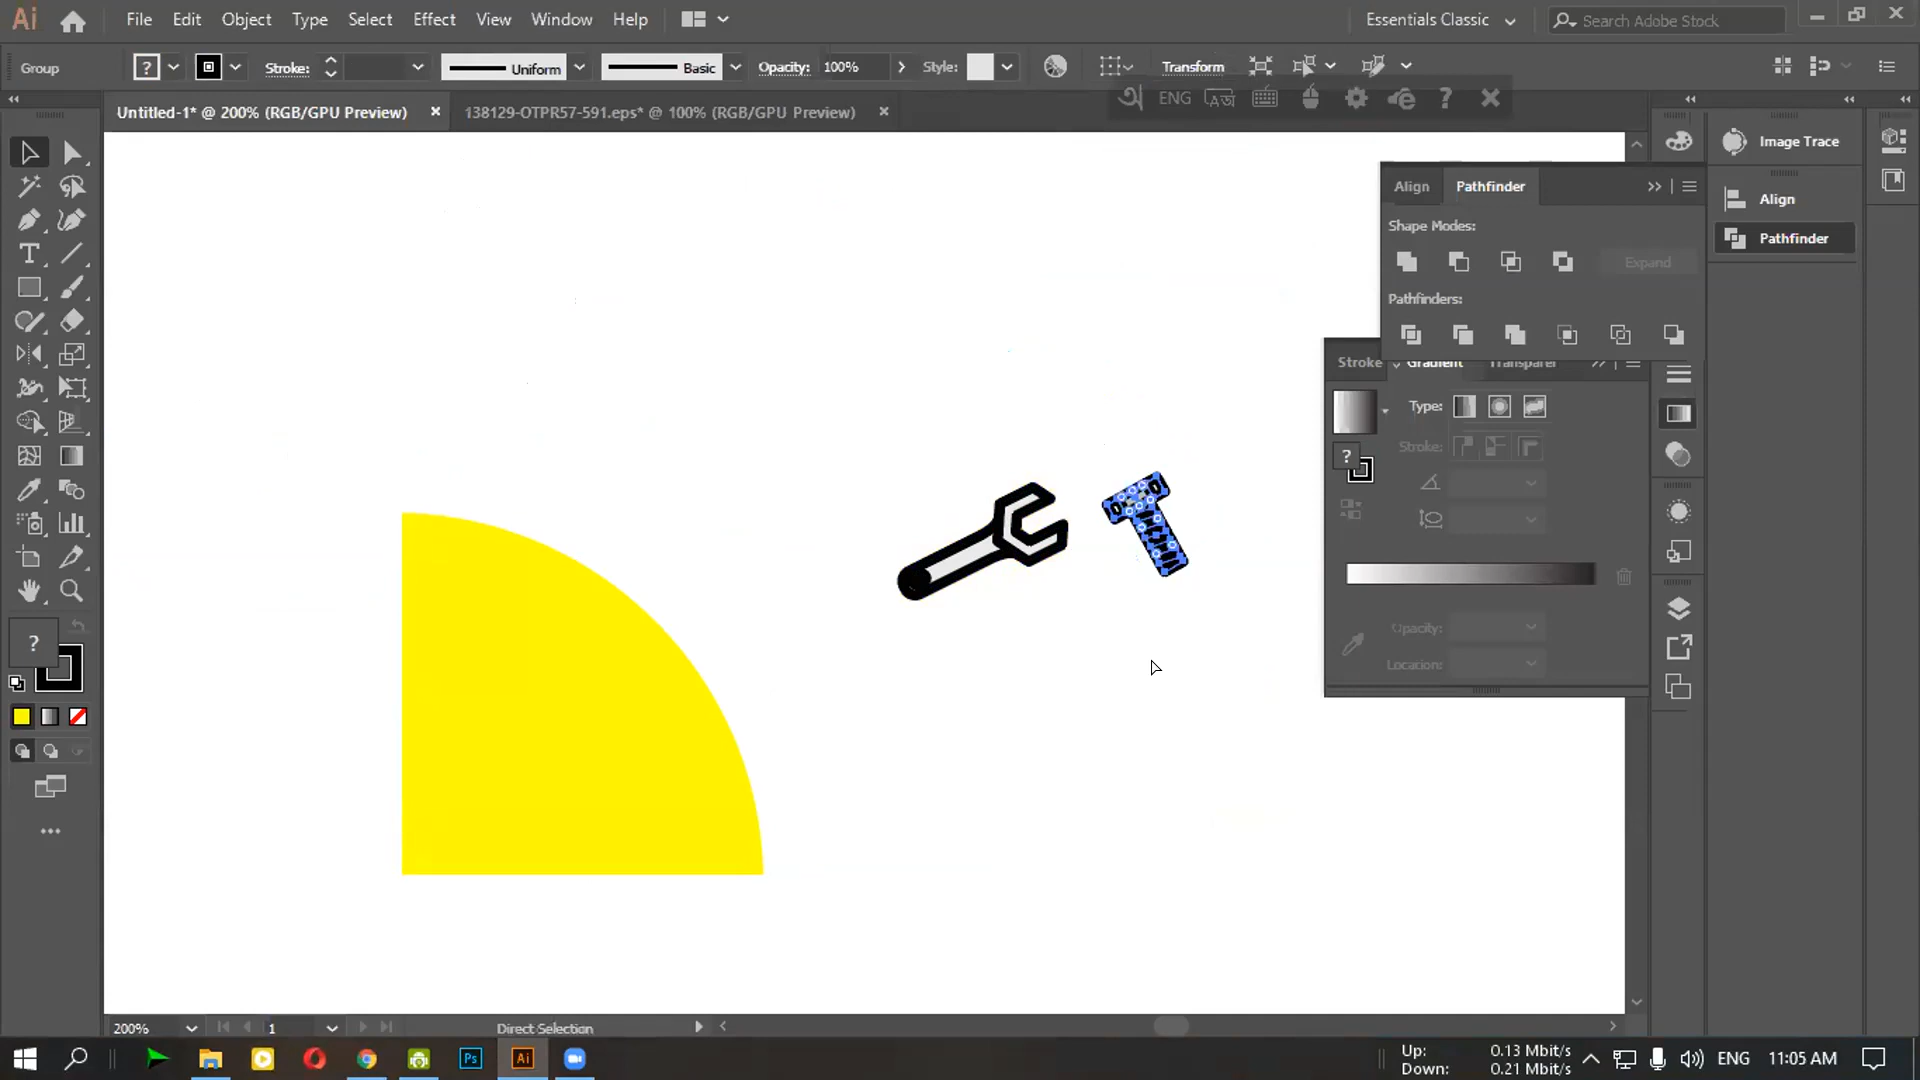 Ai File Edit Object Type Select Effect View Window Help Essentials Classic Search Adobe Stock
Group ? Stroke: Uniform Basic Opacity: 100% Style: Transform
অ ENG ?
Untitled-1* @ 200% (RGB/GPU Preview) × 138129-OTPR57-591.eps* @ 100% (RGB/GPU Preview) ×
Image Trace
Align Pathfinder
Align
Shape Modes:
Pathfinder
Expand
Pathfinders:
Stroke Gradient
Type:
Stroke:
?
Opacity:
Location:
?
200% 1 Direct Selection
Ps Ai Up: 0.13 Mbit/s ENG 11:05 AM
Down: 0.21 Mbit/s